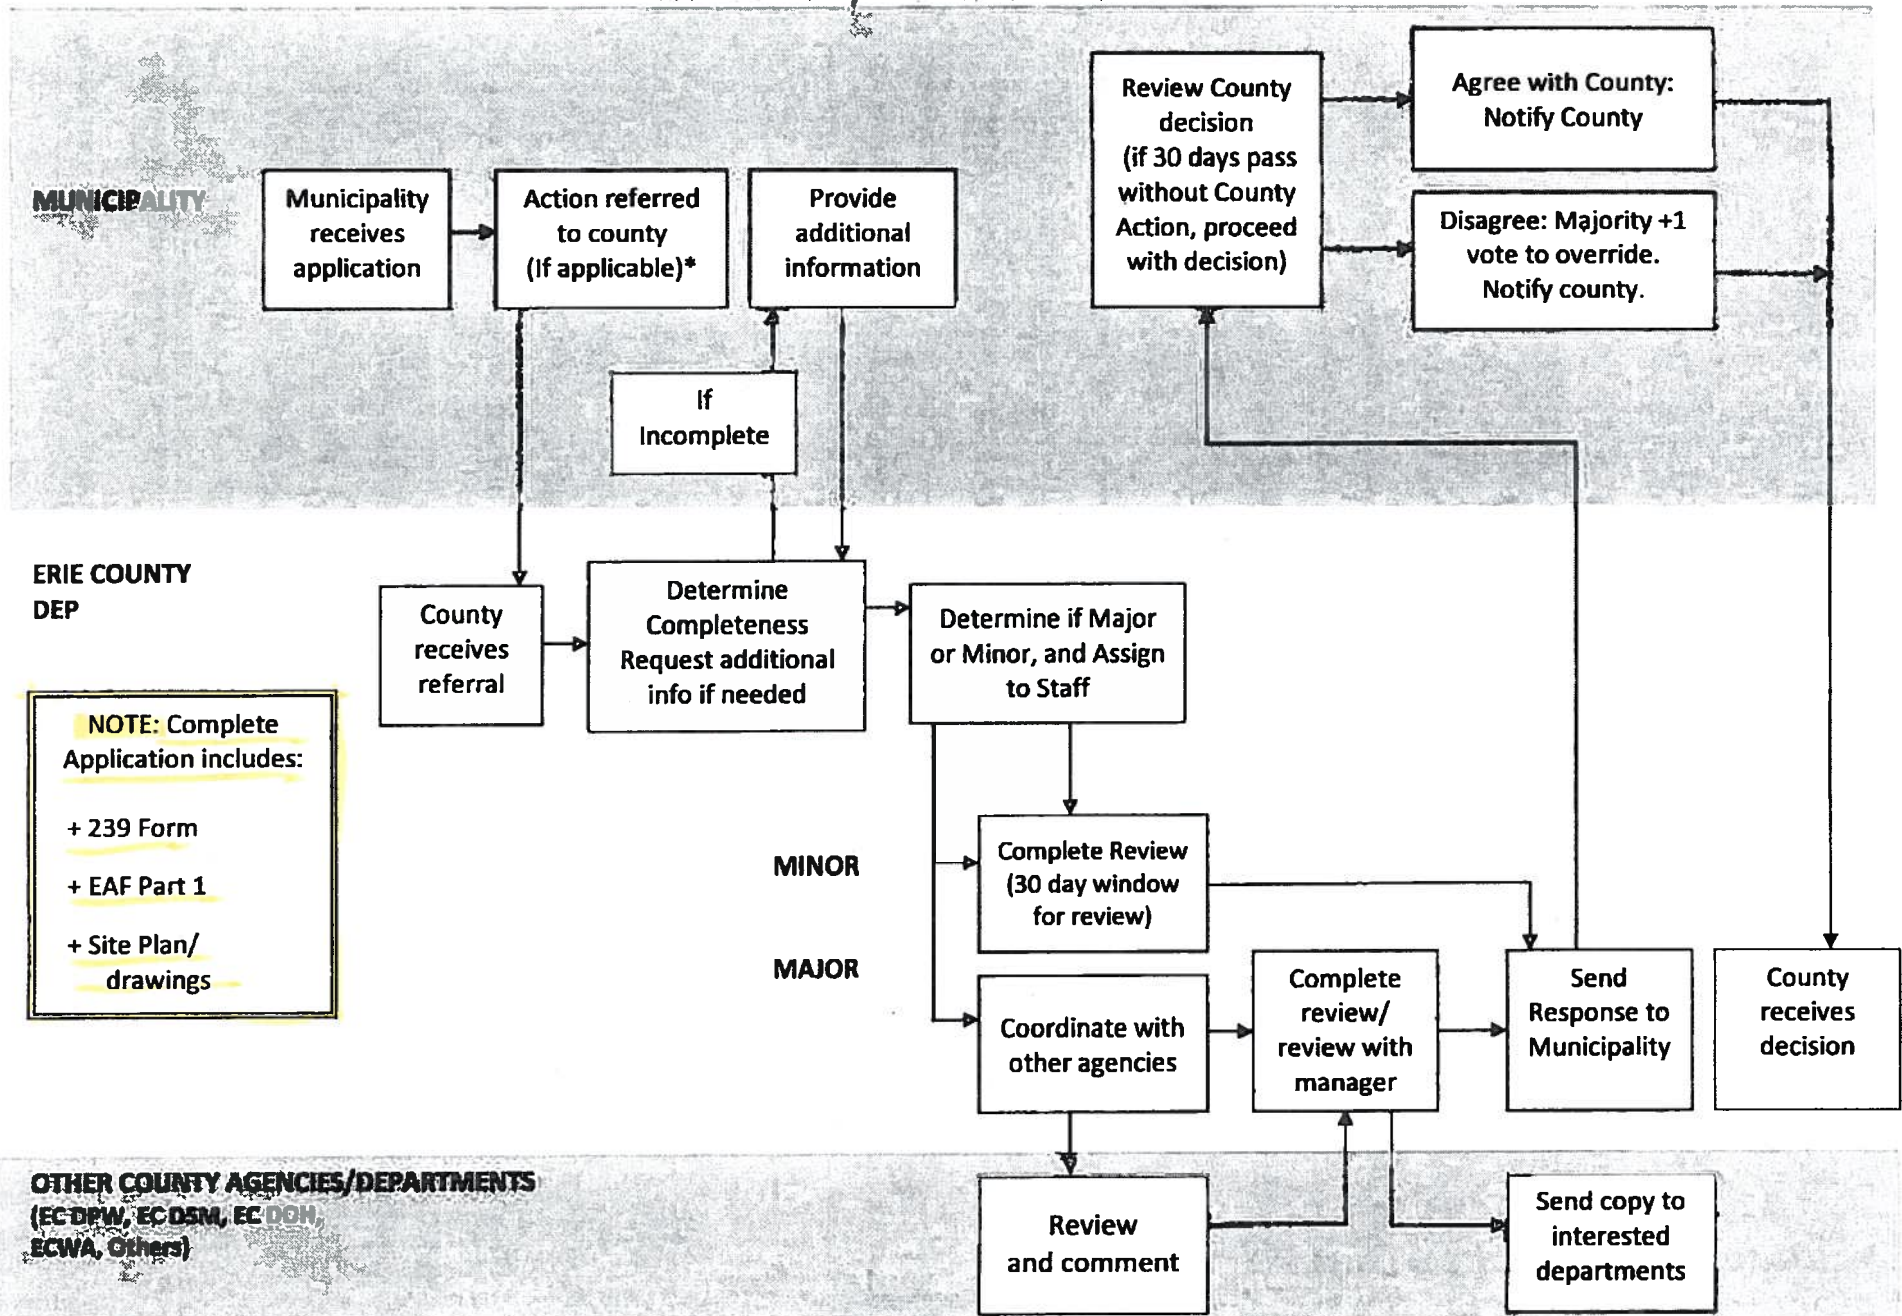 MUNICIPALITY
Municipality
receives
application
Action referred
to county
(If applicable)*
Provide
additional
information
Review County
decision
(if 30 days pass
without County
Action, proceed
with decision)
Agree with County:
Notify County
Disagree: Majority +1
vote to override.
Notify county.
If
Incomplete
ERIE COUNTY
DEP
County
receives
referral
Determine
Completeness
Request additional
info if needed
Determine if Major
or Minor, and Assign
to Staff
NOTE: Complete
Application includes:
+ 239 Form
+ EAF Part 1
+ Site Plan/
drawings
MINOR
Complete Review
(30 day window
for review)
MAJOR
Coordinate with
other agencies
Complete
review/
review with
manager
Send
Response to
Municipality
County
receives
decision
OTHER COUNTY AGENCIES/DEPARTMENTS
(EC DPW, EC DSM, EC DOH,
ECWA, Others)
Review
and comment
Send copy to
interested
departments